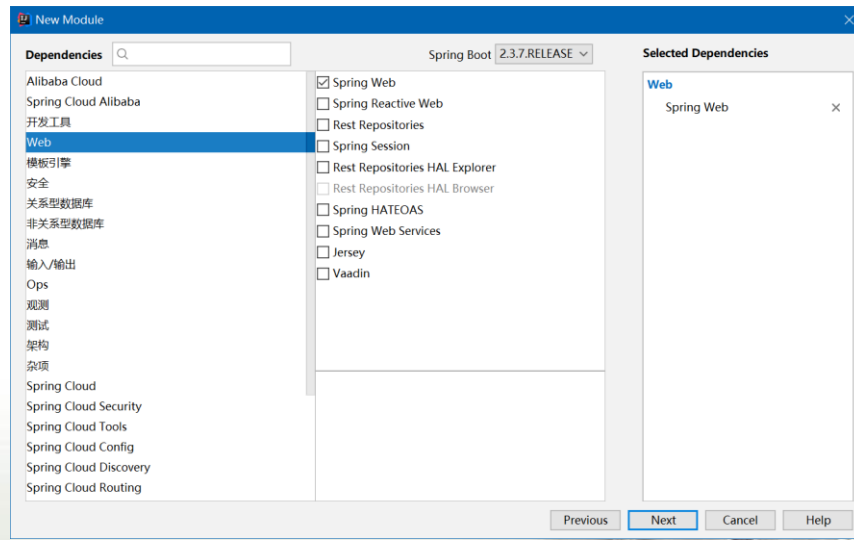 New Module
Dependencies
Spring Boot 2.3.7.RELEASE
Selected Dependencies
Alibaba Cloud
Spring Cloud Alibaba
开发工具
Web
模板引擎
安全
关系型数据库
非关系型数据库
消息
输入/输出
Ops
观测
测试
架构
杂项
Spring Cloud
Spring Cloud Security
Spring Cloud Tools
Spring Cloud Config
Spring Cloud Discovery
Spring Cloud Routing
Spring Web
Spring Reactive Web
Rest Repositories
Spring Session
Rest Repositories HAL Explorer
Rest Repositories HAL Browser
Spring HATEOAS
Spring Web Services
Jersey
Vaadin
Web
Spring Web
Previous
Next
Cancel
Help